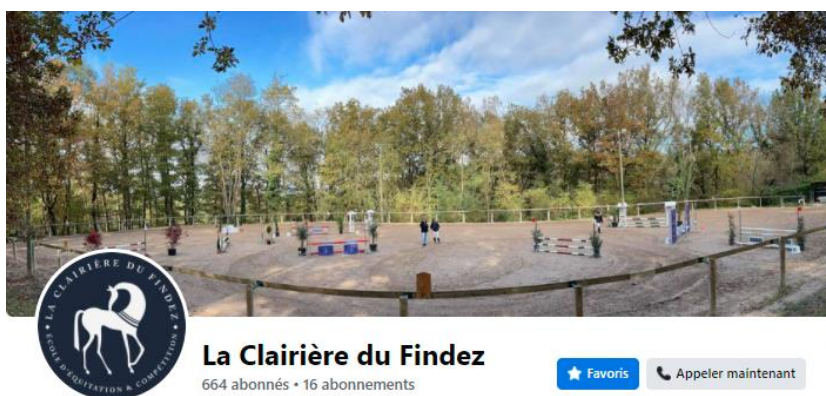 LA CLAIRIÈRE DU FINDEZ
ÉCOLE D'ÉQUITATION & COMPÉTITION
La Clairière du Findez
664 abonnés • 16 abonnements
Favoris
Appeler maintenant